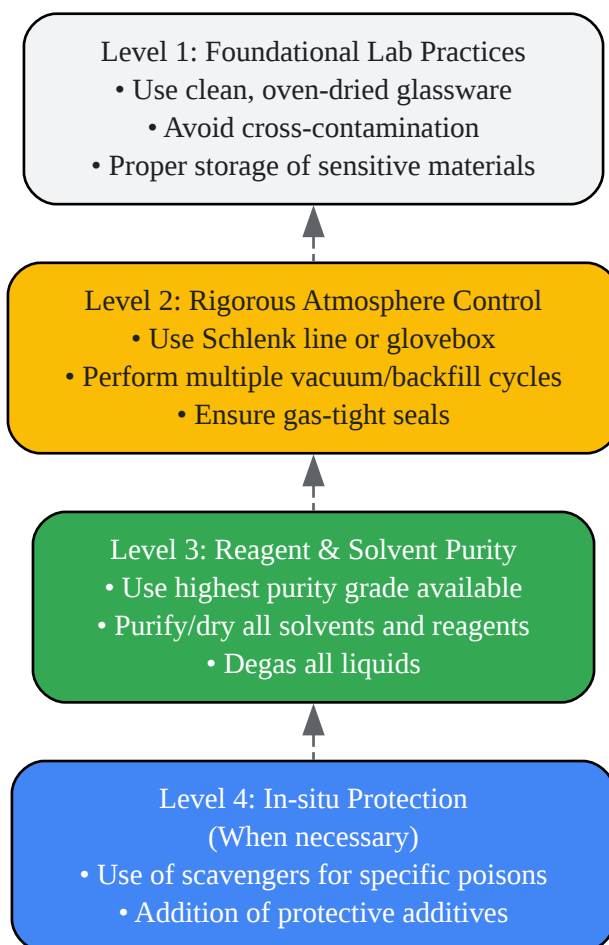 Level 1: Foundational Lab Practices
• Use clean, oven-dried glassware
• Avoid cross-contamination
• Proper storage of sensitive materials
Level 2: Rigorous Atmosphere Control
• Use Schlenk line or glovebox
• Perform multiple vacuum/backfill cycles
• Ensure gas-tight seals
Level 3: Reagent & Solvent Purity
• Use highest purity grade available
• Purify/dry all solvents and reagents
• Degas all liquids
Level 4: In-situ Protection
(When necessary)
• Use of scavengers for specific poisons
• Addition of protective additives